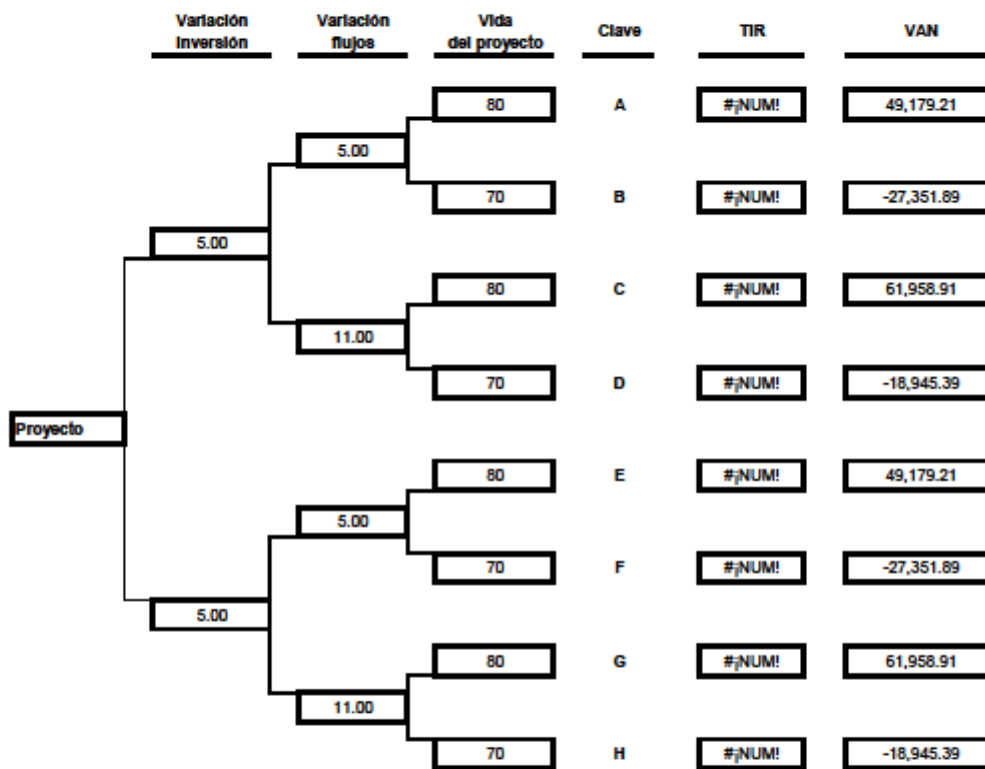 Variación Inversión
Variación flujos
Vida del proyecto
Clave
TIR
VAN
80
A
#¡NUM!
49,179.21
5.00
70
B
#¡NUM!
-27,351.89
5.00
80
C
#¡NUM!
61,958.91
11.00
70
D
#¡NUM!
-18,945.39
Proyecto
80
E
#¡NUM!
49,179.21
5.00
70
F
#¡NUM!
-27,351.89
5.00
80
G
#¡NUM!
61,958.91
11.00
70
H
#¡NUM!
-18,945.39